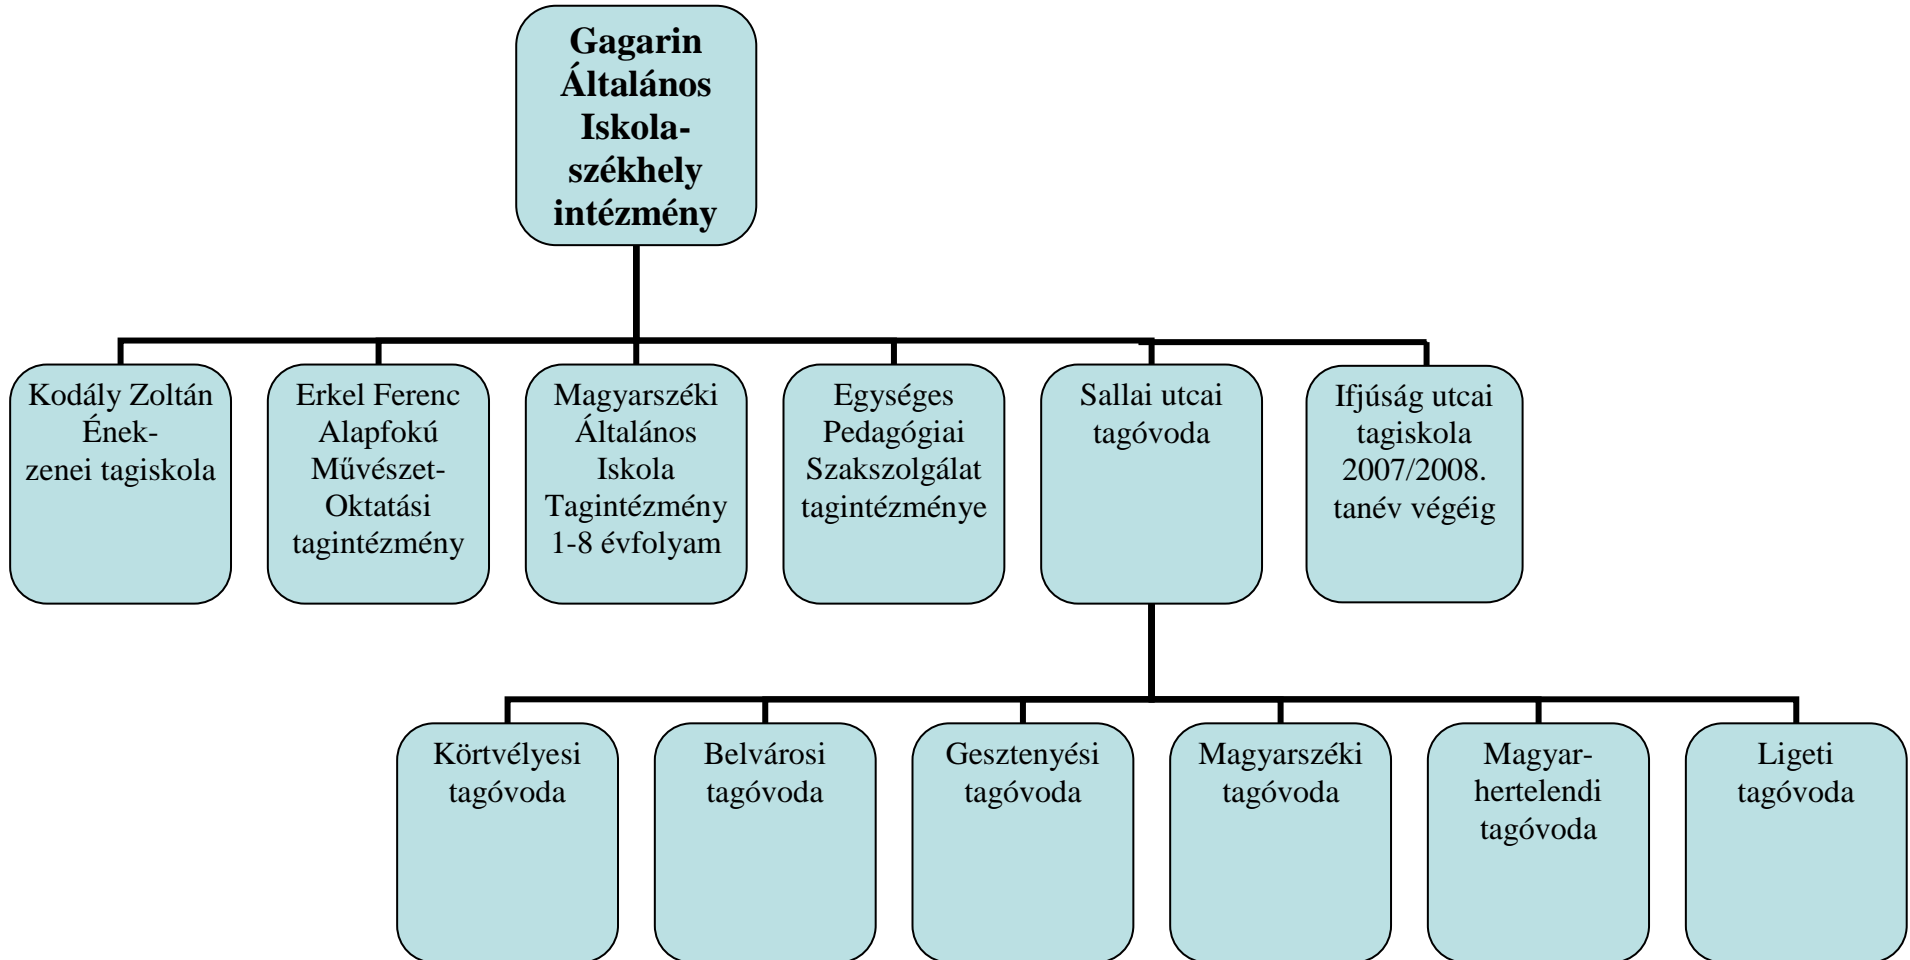 Gagarin
Általános
Iskola-
székhely
intézmény
Kodály Zoltán
Ének-
zenei tagiskola
Erkel Ferenc
Alapfokú
Művészet-
Oktatási
tagintézmény
Magyarszéki
Általános
Iskola
Tagintézmény
1-8 évfolyam
Egységes
Pedagógiai
Szakszolgálat
tagintézménye
Sallai utcai
tagóvoda
Ifjúság utcai
tagiskola
2007/2008.
tanév végéig
Körtvélyesi
tagóvoda
Belvárosi
tagóvoda
Gesztenyési
tagóvoda
Magyarszéki
tagóvoda
Magyar-
hertelendi
tagóvoda
Ligeti
tagóvoda